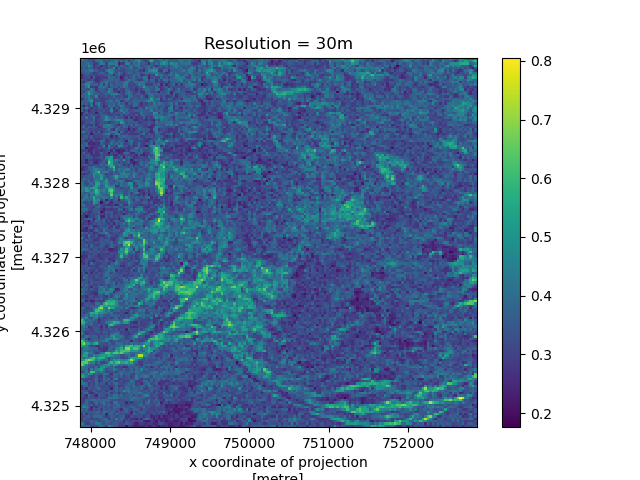 Resolution = 30m
1e6
4.329
4.328
4.327
4.326
4.325
y coordinate of projection
[metre]
748000 749000 750000 751000 752000
x coordinate of projection
[metre]
0.8
0.7
0.6
0.5
0.4
0.3
0.2